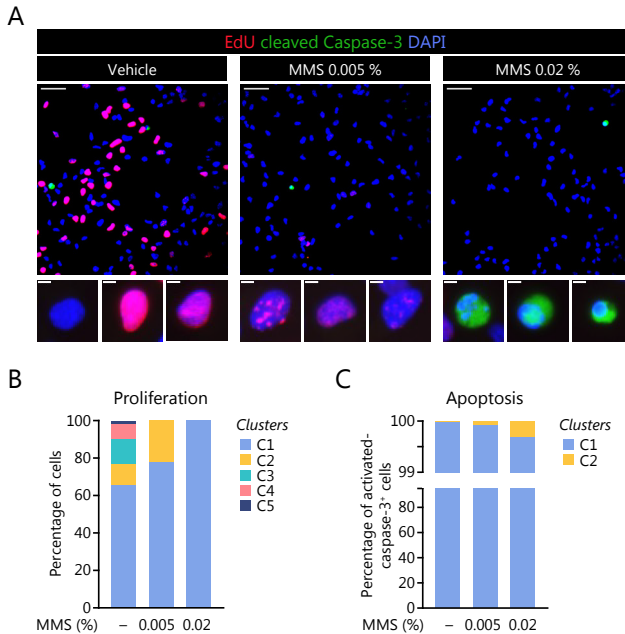 A
EdU cleaved Caspase-3 DAPI
Vehicle
MMS 0.005 %
MMS 0.02 %
B
Proliferation
Percentage of cells
100
80
60
40
20
0
Clusters
C1
C2
C3
C4
C5
MMS (%) – 0.005 0.02
C
Apoptosis
Percentage of activated-
caspase-3⁺ cells
100
99
80
60
40
20
0
Clusters
C1
C2
MMS (%) – 0.005 0.02